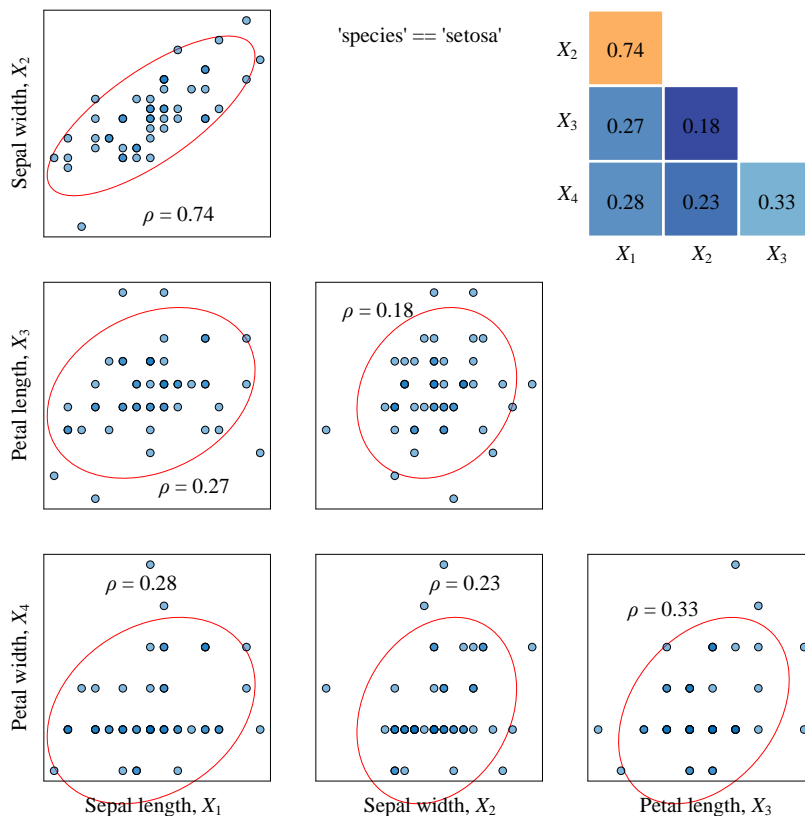 'species' == 'setosa'
Sepal width, X2
ρ = 0.74
X2
0.74
X3
0.27
0.18
X4
0.28
0.23
0.33
X1
X2
X3
Petal length, X3
ρ = 0.27
ρ = 0.18
Petal width, X4
ρ = 0.28
ρ = 0.23
ρ = 0.33
Sepal length, X1
Sepal width, X2
Petal length, X3